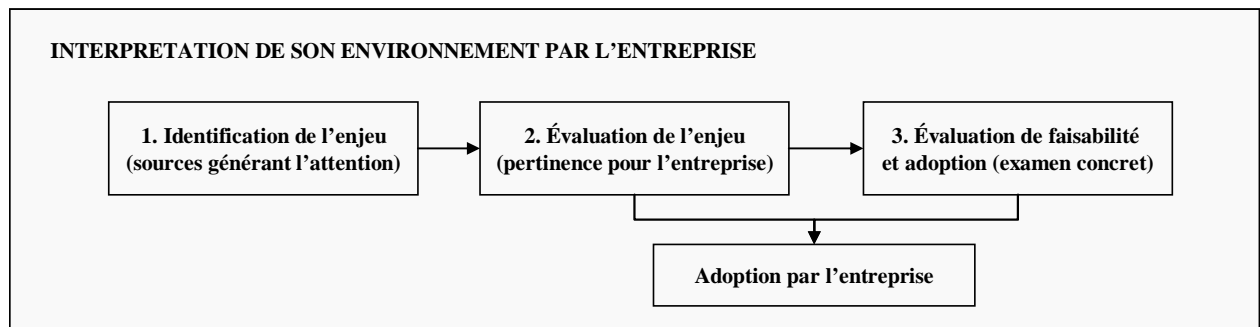 INTERPRETATION DE SON ENVIRONNEMENT PAR L’ENTREPRISE
1. Identification de l’enjeu
(sources générant l’attention)
2. Évaluation de l’enjeu
(pertinence pour l’entreprise)
3. Évaluation de faisabilité
et adoption (examen concret)
Adoption par l’entreprise